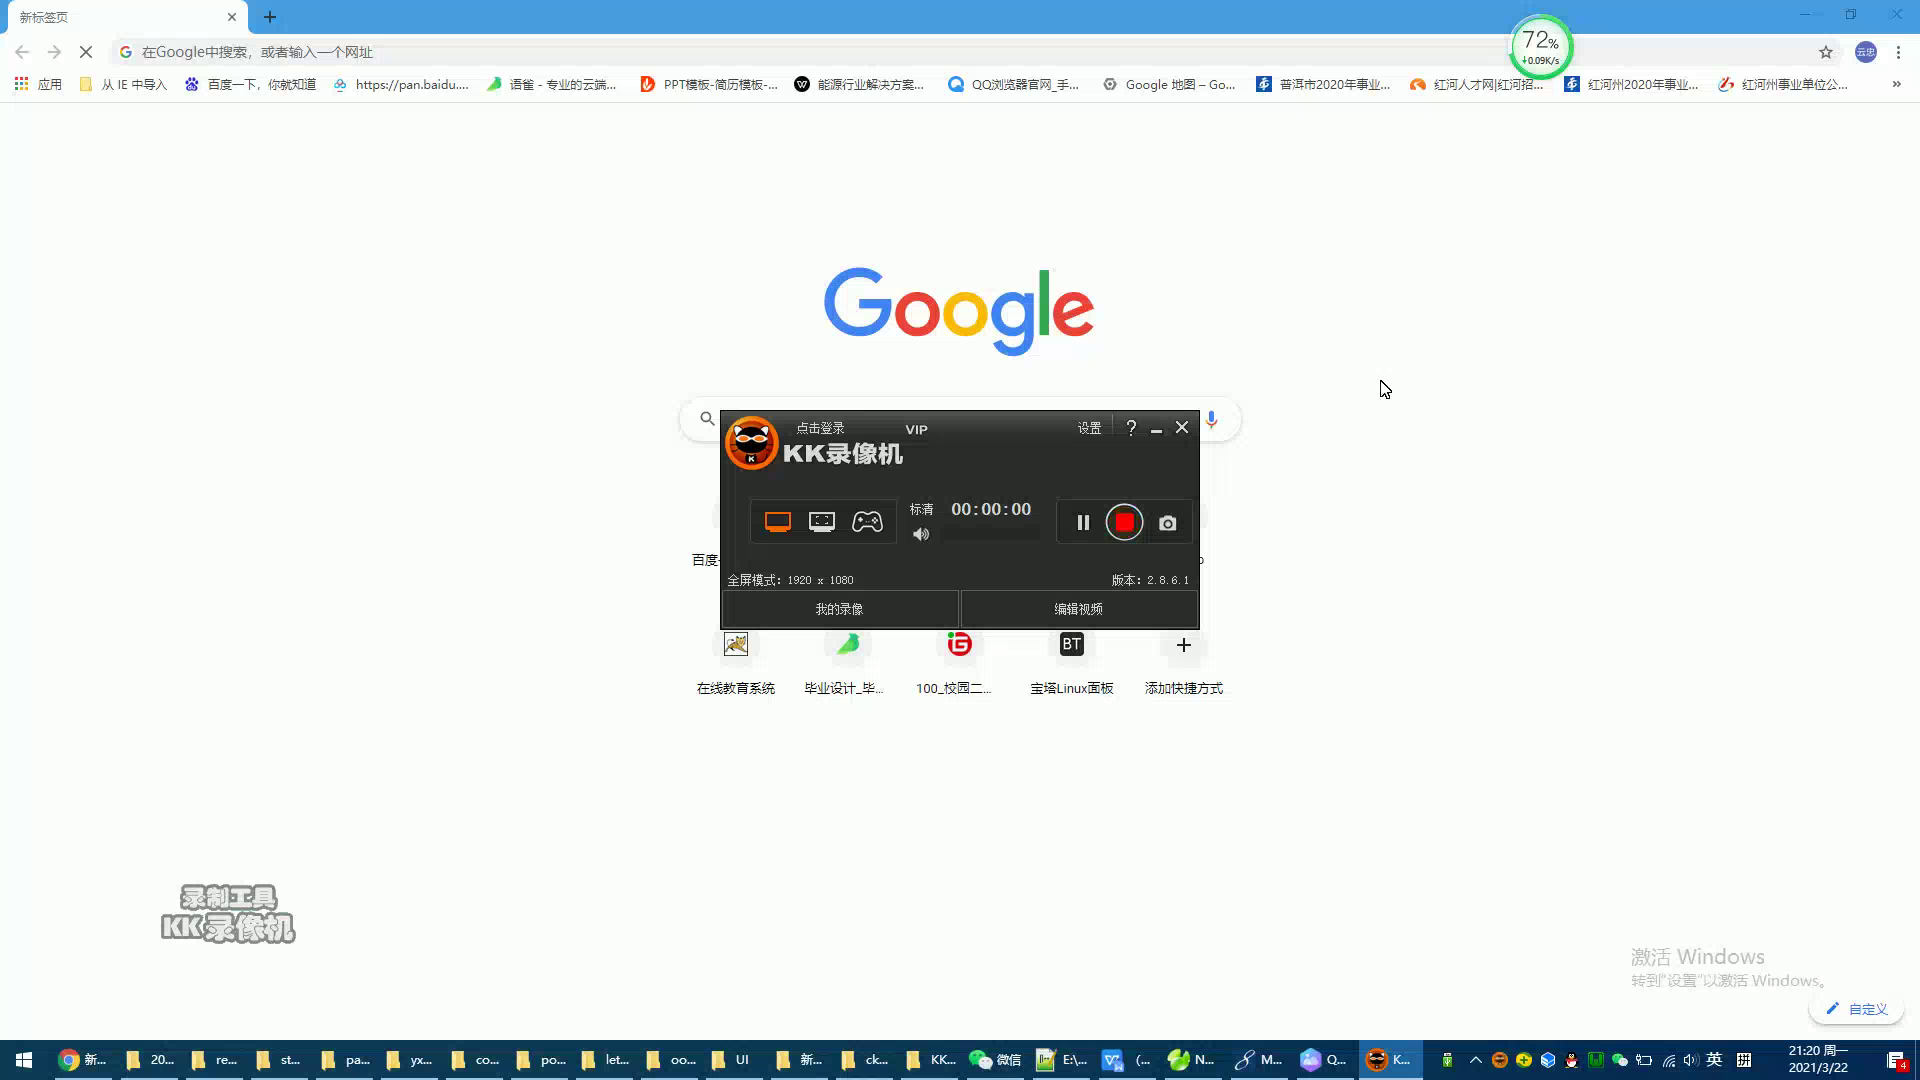 新标签页
在Google中搜索，或者输入一个网址
72%
↓0.09K/s
云忠
应用
从 IE 中导入
百度一下，你就知道
https://pan.baidu....
语雀 - 专业的云端...
PPT模板-简历模板-...
能源行业解决方案...
QQ浏览器官网_手...
Google 地图 – Go...
普洱市2020年事业...
红河人才网|红河招...
红河州2020年事业...
红河州事业单位公...
»
Google
点击登录
VIP
设置
?
KK录像机
标清
00:00:00
百度
全屏模式: 1920 x 1080
版本: 2.8.6.1
我的录像
编辑视频
BT
在线教育系统
毕业设计_毕...
100_校园二...
宝塔Linux面板
添加快捷方式
录制工具
KK录像机
激活 Windows
转到"设置"以激活 Windows。
自定义
新...
20...
re...
st...
pa...
yx...
co...
po...
let...
oo...
UI
新...
ck...
KK...
微信
E:\...
(...
N...
M...
Q...
K...
英
拼
21:20 周一
2021/3/22
4